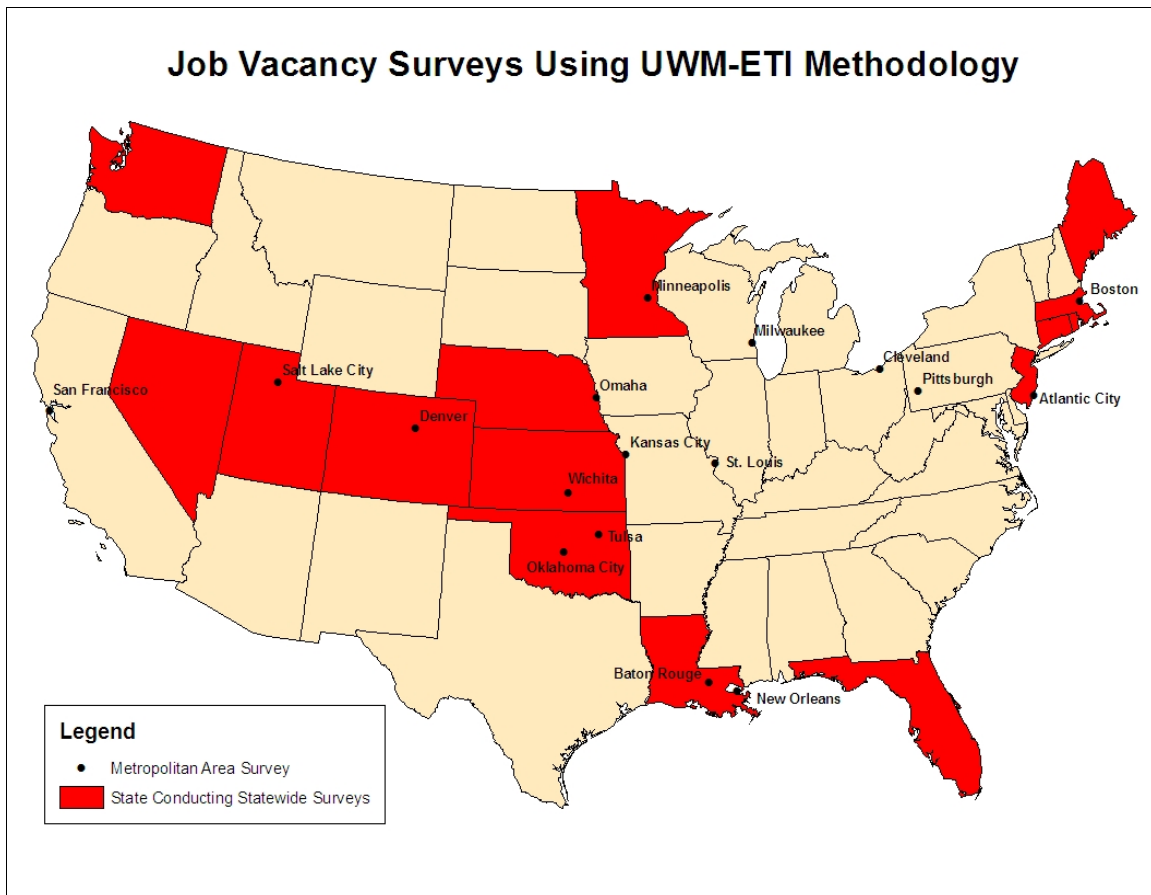 Job Vacancy Surveys Using UWM-ETI Methodology
Minneapolis
Boston
Milwaukee
Cleveland
Salt Lake City
San Francisco
Omaha
Pittsburgh
Atlantic City
Denver
Kansas City
St. Louis
Wichita
Tulsa
Oklahoma City
Baton Rouge
New Orleans
Legend
Metropolitan Area Survey
State Conducting Statewide Surveys